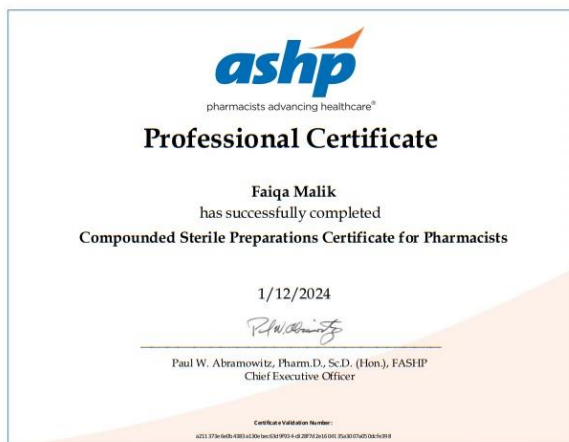 ashp
pharmacists advancing healthcare®
Professional Certificate
Faiqa Malik
has successfully completed
Compounded Sterile Preparations Certificate for Pharmacists
1/12/2024
Paul W. Abramowitz, Pharm.D., Sc.D. (Hon.), FASHP
Chief Executive Officer
Certificate Validation Number: